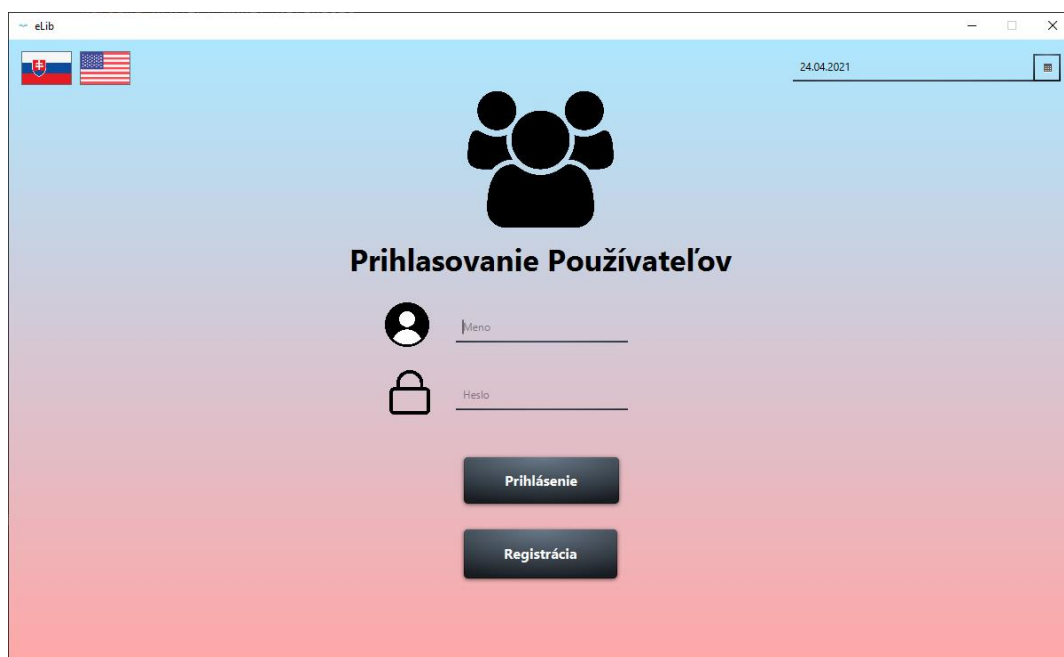 eLib
24.04.2021
Prihlasovanie Používateľov
Meno
Heslo
Prihlásenie
Registrácia